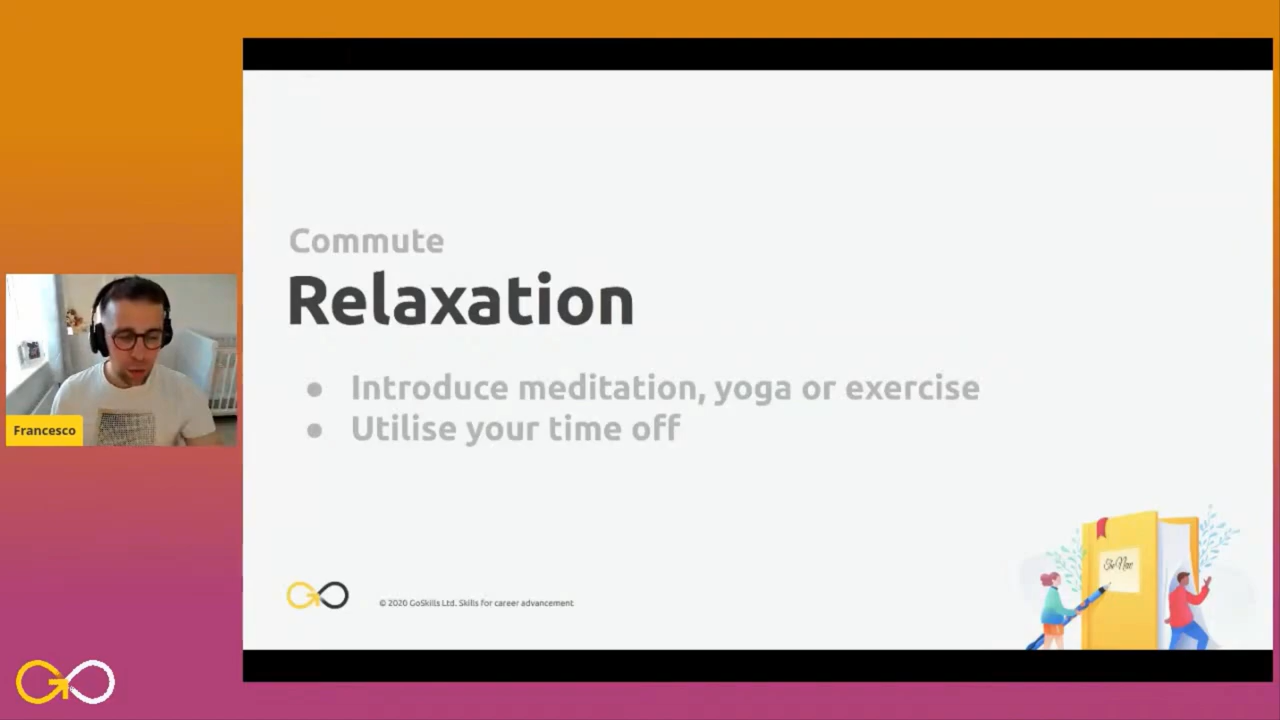 Commute
Relaxation
● Introduce meditation, yoga or exercise
● Utilise your time off
Francesco
© 2020 GoSkills Ltd. Skills for career advancement